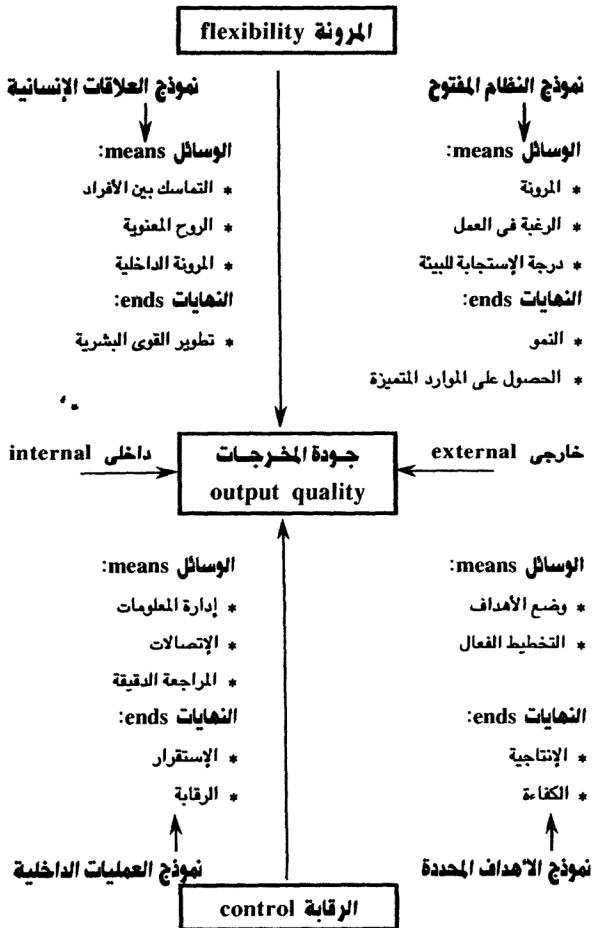 المرونة flexibility
نموذج النظام المفتوح
الوسائل means:
* المرونة
* الرغبة فى العمل
* درجة الإستجابة للبيئة
النهايات ends:
* النمو
* الحصول على الموارد المتميزة
نموذج العلاقات الإنسانية
الوسائل means:
* التماسك بين الأفراد
* الروح المعنوية
* المرونة الداخلية
النهايات ends:
* تطوير القوى البشرية
خارجى external
جودة المخرجات
output quality
داخلى internal
الوسائل means:
* وضع الأهداف
* التخطيط الفعال
النهايات ends:
* الإنتاجية
* الكفاءة
نموذج الأهداف المحددة
الوسائل means:
* إدارة المعلومات
* الإتصالات
* المراجعة الدقيقة
النهايات ends:
* الإستقرار
* الرقابة
نموذج العمليات الداخلية
الرقابة control